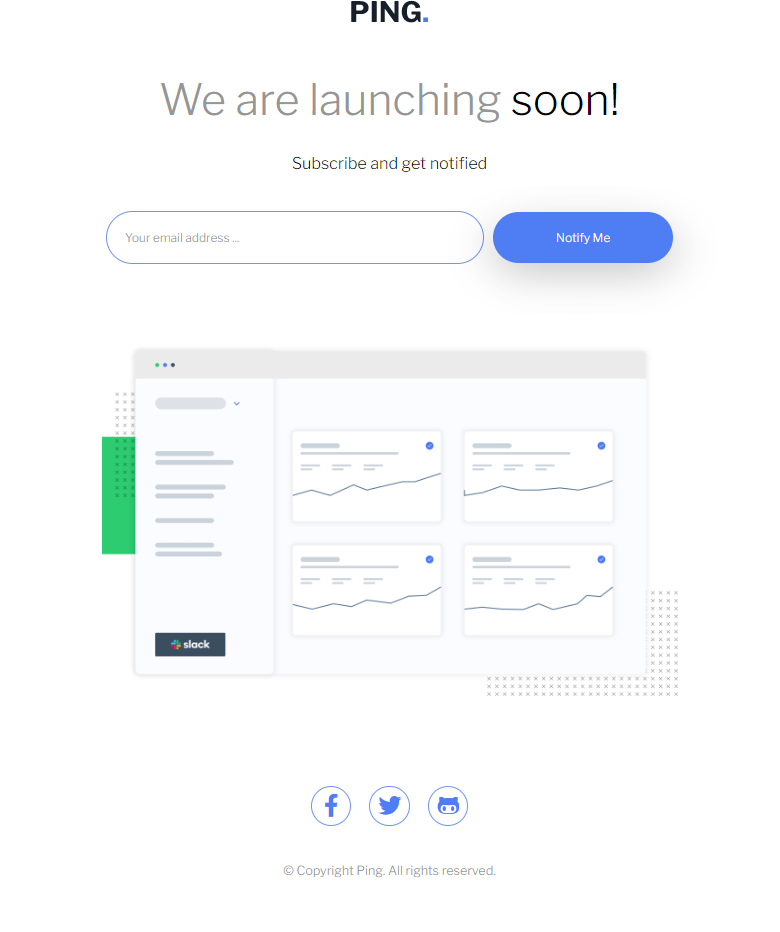 PING.
We are launching soon!
Subscribe and get notified
Your email address ...
Notify Me
slack
© Copyright Ping. All rights reserved.